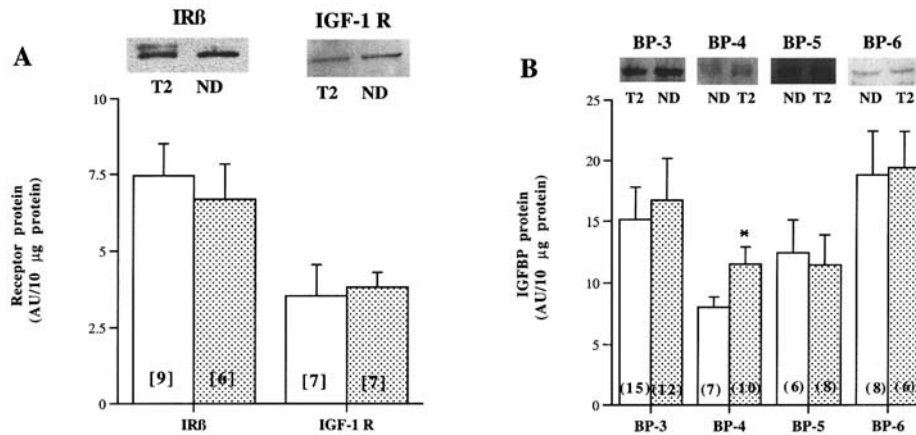 A
IRß
IGF-1 R
T2 ND
T2 ND
Receptor protein
(AU/10 µg protein)
10
7.5
5
2.5
0
[9]
[6]
[7]
[7]
IRß
IGF-1 R
B
BP-3
BP-4
BP-5
BP-6
T2 ND
ND T2
ND T2
ND T2
IGFBP protein
(AU/10 µg protein)
25
20
15
10
5
0
*
(15)
(12)
(7)
(10)
(6)
(8)
(8)
(6)
BP-3
BP-4
BP-5
BP-6